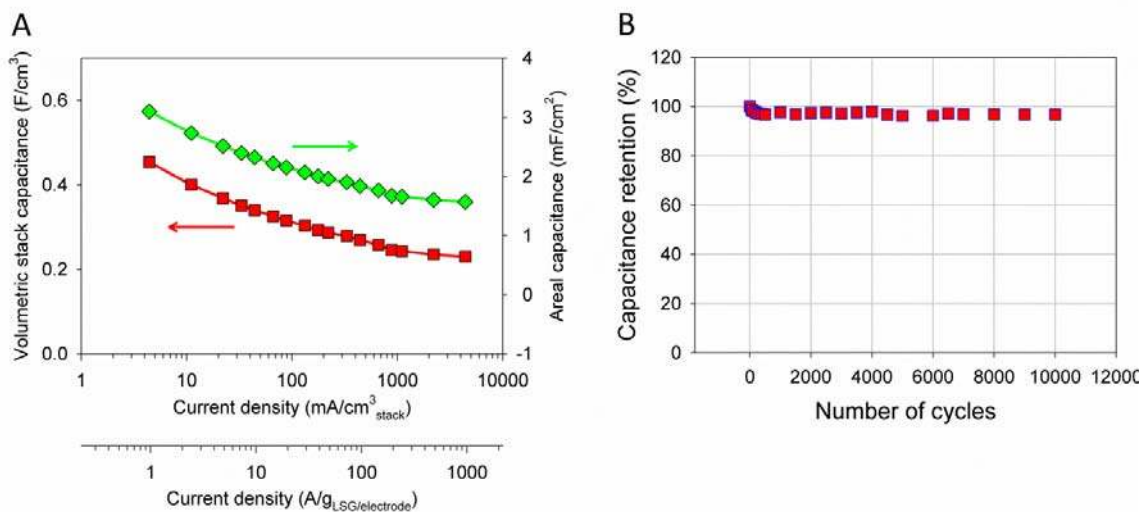 A
Volumetric stack capacitance (F/cm³)
0.6
0.4
0.2
0.0
4
3
2
1
0
-1
Areal capacitance (mF/cm²)
1 10 100 1000 10000
Current density (mA/cm³stack)
1 10 100 1000
Current density (A/gLSG/electrode)
B
Capacitance retention (%)
120
100
80
60
40
20
0
0 2000 4000 6000 8000 10000 12000
Number of cycles